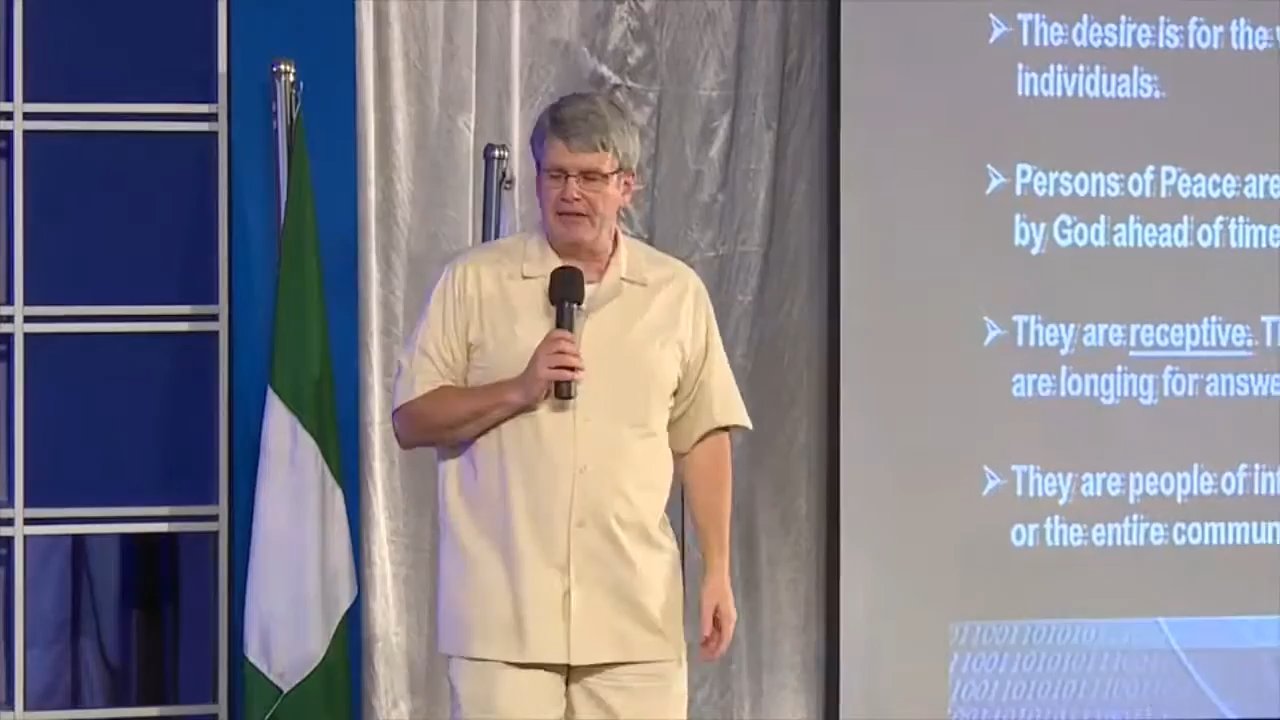 ➢ The desire is for the
individuals.
➢ Persons of Peace are
by God ahead of time
➢ They are receptive.
are longing for answe
➢ They are people of in
or the entire commun